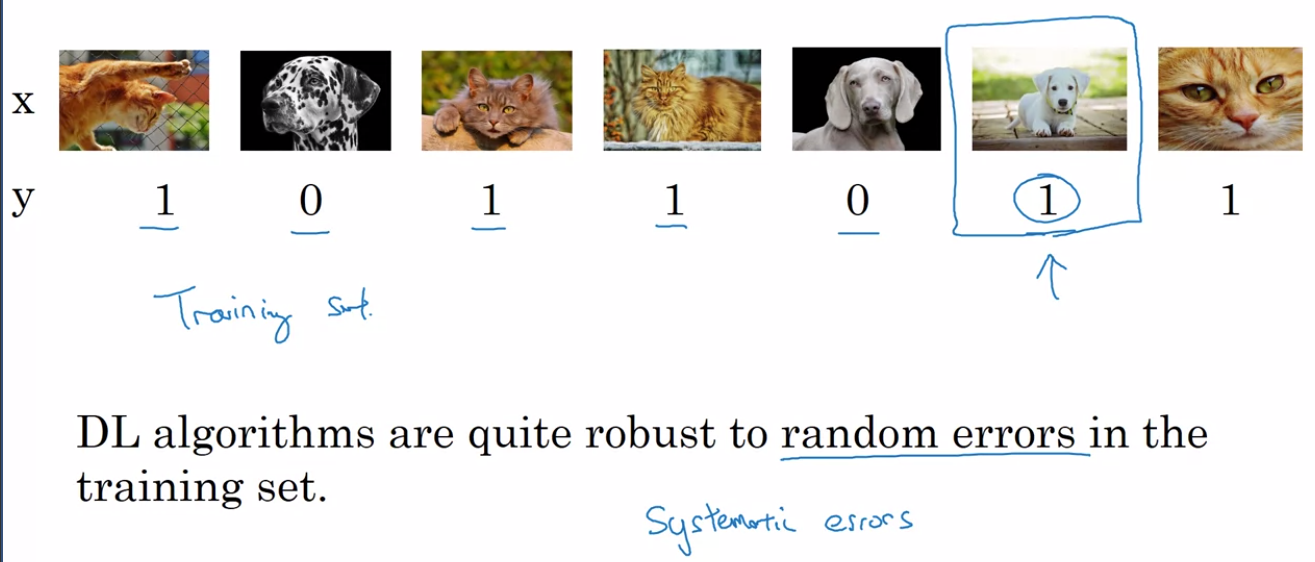 x
y 1 0 1 1 0 1 1
Training set.
DL algorithms are quite robust to random errors in the
training set.
Systematic errors